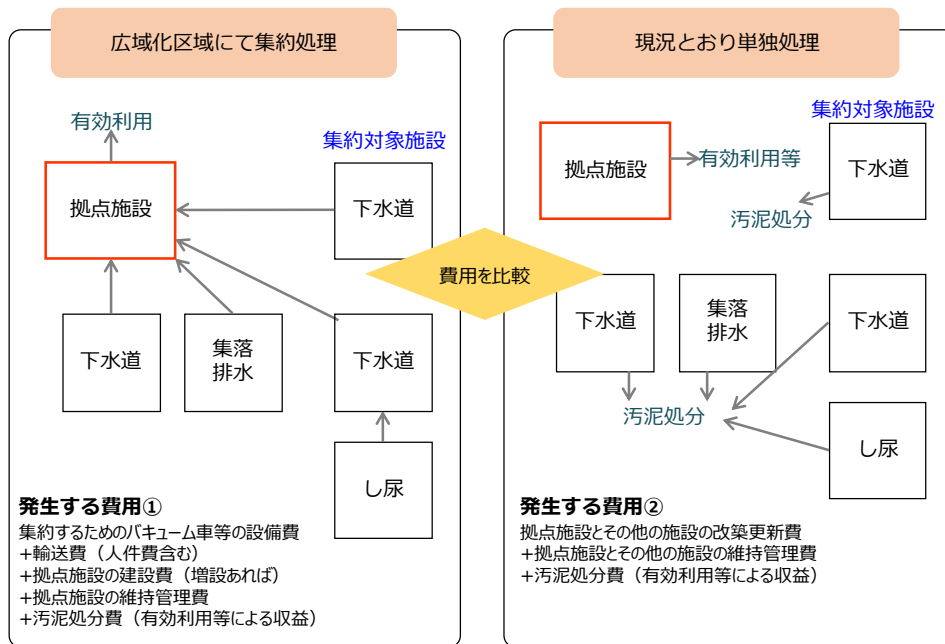 広域化区域にて集約処理
有効利用
集約対象施設
拠点施設
下水道
下水道
集落
排水
下水道
し尿
発生する費用①
集約するためのバキューム車等の設備費
+輸送費（人件費含む）
+拠点施設の建設費（増設あれば）
+拠点施設の維持管理費
+汚泥処分費（有効利用等による収益）
費用を比較
現況とおり単独処理
集約対象施設
拠点施設
有効利用等
下水道
汚泥処分
下水道
集落
排水
下水道
汚泥処分
し尿
発生する費用②
拠点施設とその他の施設の改築更新費
+拠点施設とその他の施設の維持管理費
+汚泥処分費（有効利用等による収益）